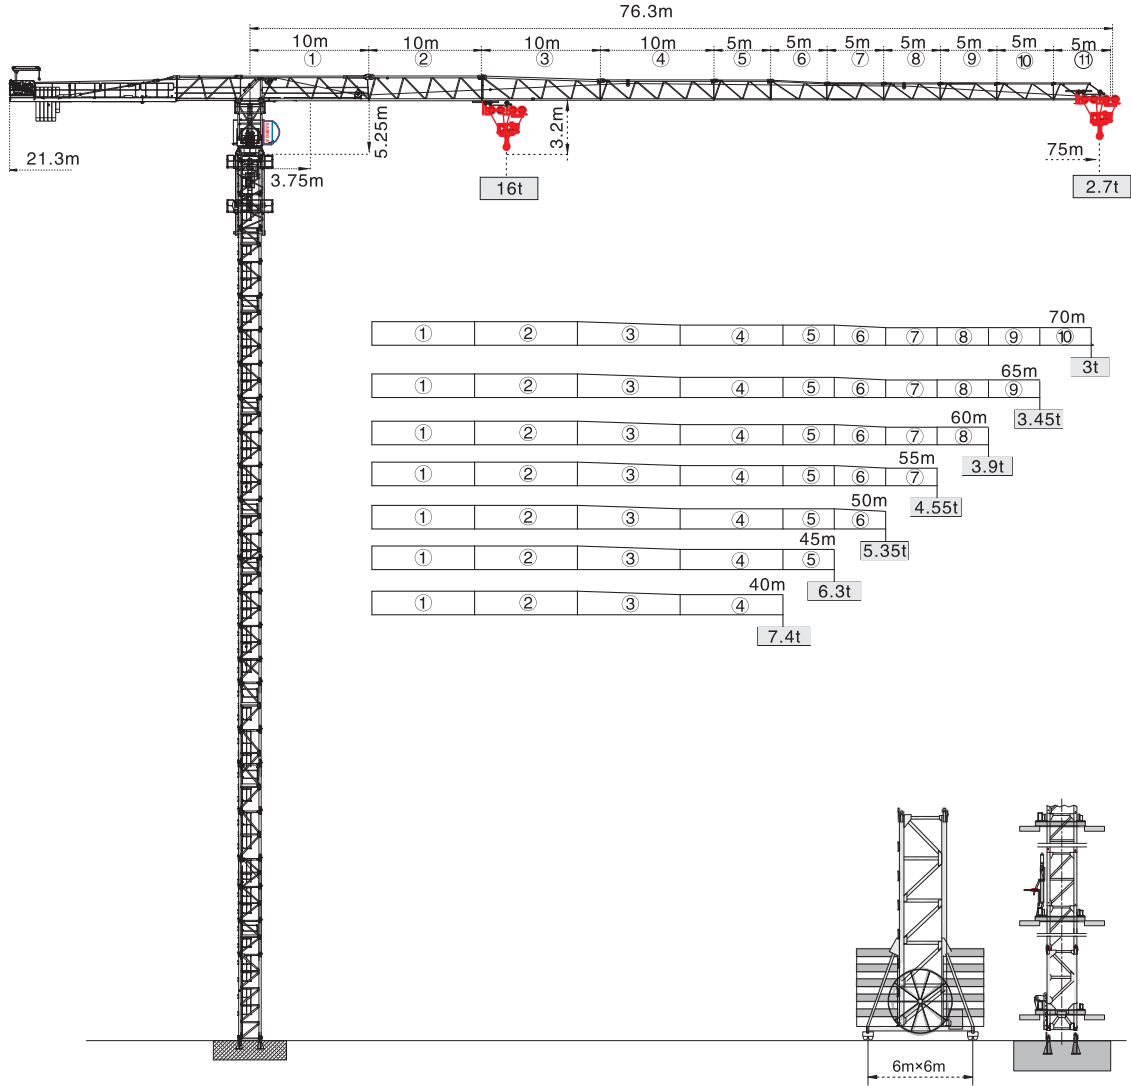 76.3m
10m 10m 10m 10m 5m 5m 5m 5m 5m 5m 5m
① ② ③ ④ ⑤ ⑥ ⑦ ⑧ ⑨ ⑩ ⑪
5.25m
3.2m
21.3m
3.75m
75m
16t
2.7t
70m
① ② ③ ④ ⑤ ⑥ ⑦ ⑧ ⑨ ⑩
3t
65m
① ② ③ ④ ⑤ ⑥ ⑦ ⑧ ⑨
3.45t
60m
① ② ③ ④ ⑤ ⑥ ⑦ ⑧
3.9t
55m
① ② ③ ④ ⑤ ⑥ ⑦
4.55t
50m
① ② ③ ④ ⑤ ⑥
5.35t
45m
① ② ③ ④ ⑤
6.3t
40m
① ② ③ ④
7.4t
6m×6m